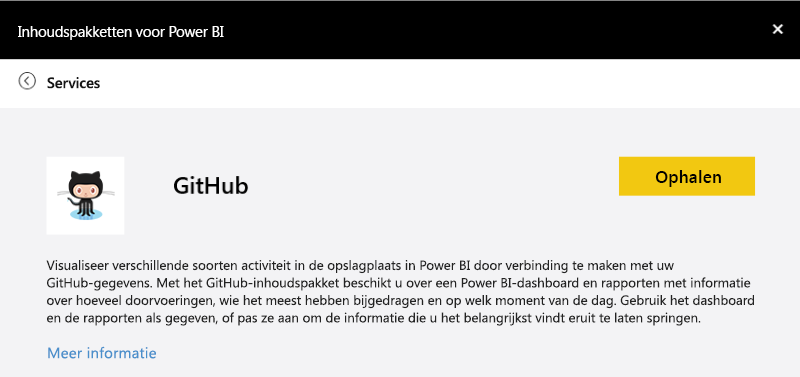 Inhoudspakketten voor Power BI
Services
GitHub
Ophalen
Visualiseer verschillende soorten activiteit in de opslagplaats in Power BI door verbinding te maken met uw
GitHub-gegevens. Met het GitHub-inhoudspakket beschikt u over een Power BI-dashboard en rapporten met informatie
over hoeveel doorvoeringen, wie het meest hebben bijgedragen en op welk moment van de dag. Gebruik het dashboard
en de rapporten als gegeven, of pas ze aan om de informatie die u het belangrijkst vindt eruit te laten springen.
Meer informatie